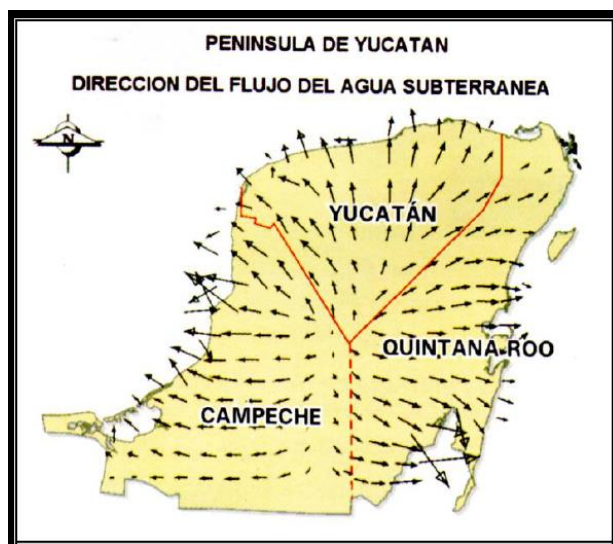 PENINSULA DE YUCATAN
DIRECCION DEL FLUJO DEL AGUA SUBTERRANEA
N
YUCATÁN
QUINTANA ROO
CAMPECHE